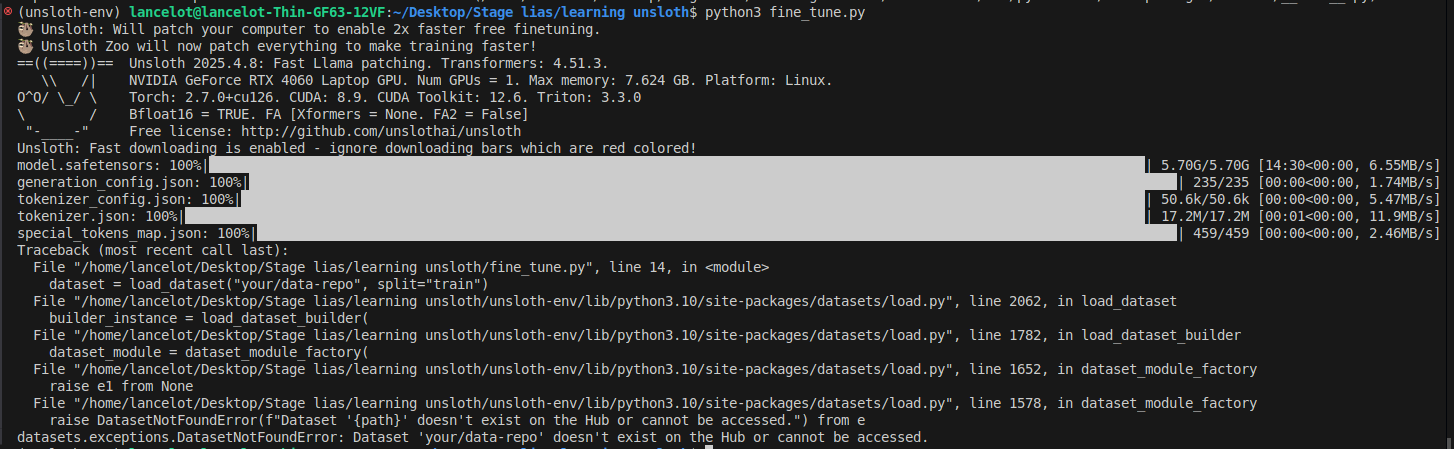 (unsloth-env) lancelot@lancelot-Thin-GF63-12VF:~/Desktop/Stage lias/learning unsloth$ python3 fine_tune.py
🦥 Unsloth: Will patch your computer to enable 2x faster free finetuning.
🦥 Unsloth Zoo will now patch everything to make training faster!
==((====))==  Unsloth 2025.4.8: Fast Llama patching. Transformers: 4.51.3.
   \\   /|    NVIDIA GeForce RTX 4060 Laptop GPU. Num GPUs = 1. Max memory: 7.624 GB. Platform: Linux.
O^O/ \_/ \    Torch: 2.7.0+cu126. CUDA: 8.9. CUDA Toolkit: 12.6. Triton: 3.3.0
\        /    Bfloat16 = TRUE. FA [Xformers = None. FA2 = False]
 "-____-"     Free license: http://github.com/unslothai/unsloth
Unsloth: Fast downloading is enabled - ignore downloading bars which are red colored!
model.safetensors: 100%| | 5.70G/5.70G [14:30<00:00, 6.55MB/s]
generation_config.json: 100%| | 235/235 [00:00<00:00, 1.74MB/s]
tokenizer_config.json: 100%| | 50.6k/50.6k [00:00<00:00, 5.47MB/s]
tokenizer.json: 100%| | 17.2M/17.2M [00:01<00:00, 11.9MB/s]
special_tokens_map.json: 100%| | 459/459 [00:00<00:00, 2.46MB/s]
Traceback (most recent call last):
  File "/home/lancelot/Desktop/Stage lias/learning unsloth/fine_tune.py", line 14, in <module>
    dataset = load_dataset("your/data-repo", split="train")
  File "/home/lancelot/Desktop/Stage lias/learning unsloth/unsloth-env/lib/python3.10/site-packages/datasets/load.py", line 2062, in load_dataset
    builder_instance = load_dataset_builder(
  File "/home/lancelot/Desktop/Stage lias/learning unsloth/unsloth-env/lib/python3.10/site-packages/datasets/load.py", line 1782, in load_dataset_builder
    dataset_module = dataset_module_factory(
  File "/home/lancelot/Desktop/Stage lias/learning unsloth/unsloth-env/lib/python3.10/site-packages/datasets/load.py", line 1652, in dataset_module_factory
    raise e1 from None
  File "/home/lancelot/Desktop/Stage lias/learning unsloth/unsloth-env/lib/python3.10/site-packages/datasets/load.py", line 1578, in dataset_module_factory
    raise DatasetNotFoundError(f"Dataset '{path}' doesn't exist on the Hub or cannot be accessed.") from e
datasets.exceptions.DatasetNotFoundError: Dataset 'your/data-repo' doesn't exist on the Hub or cannot be accessed.